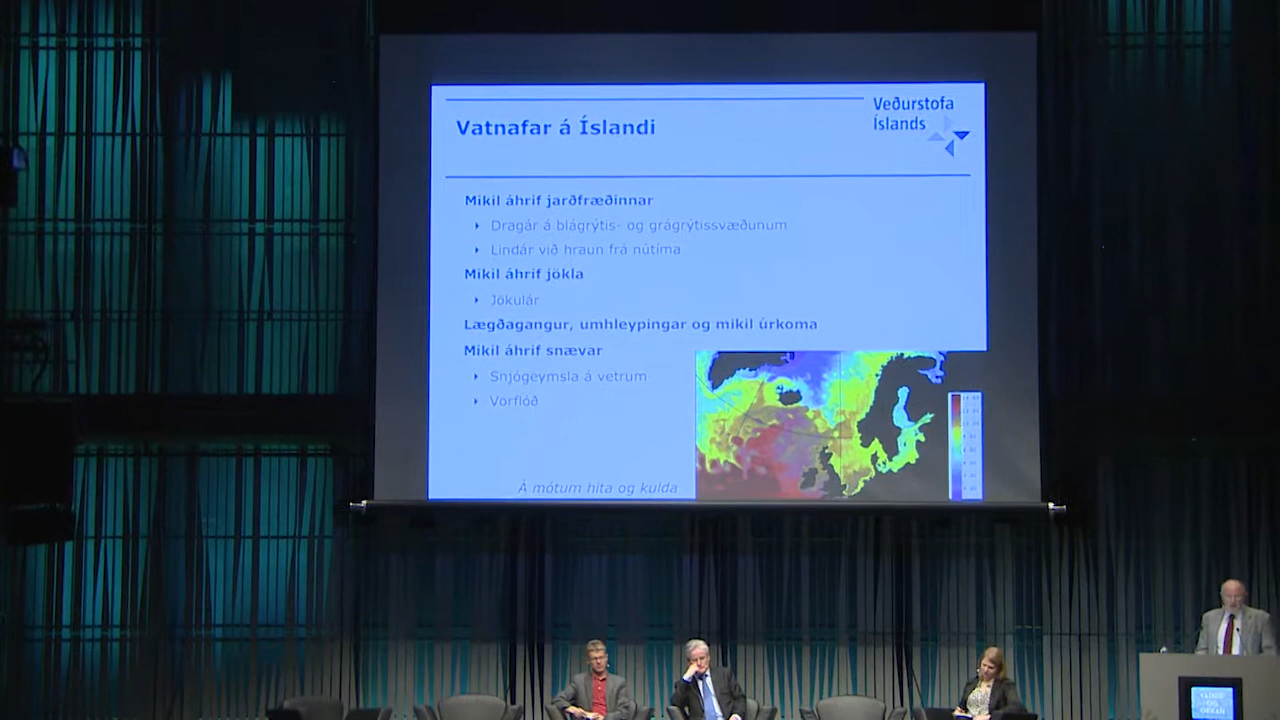 Veðurstofa
Íslands
Vatnafar á Íslandi
Mikil áhrif jarðfræðinnar
Dragár á blágrýtis- og grágrýtissvæðunum
Lindár við hraun frá nútíma
Mikil áhrif jökla
Jökulár
Lægðagangur, umhleypingar og mikil úrkoma
Mikil áhrif snævar
Snjógeymsla á vetrum
Vorflóð
Á mótum hita og kulda